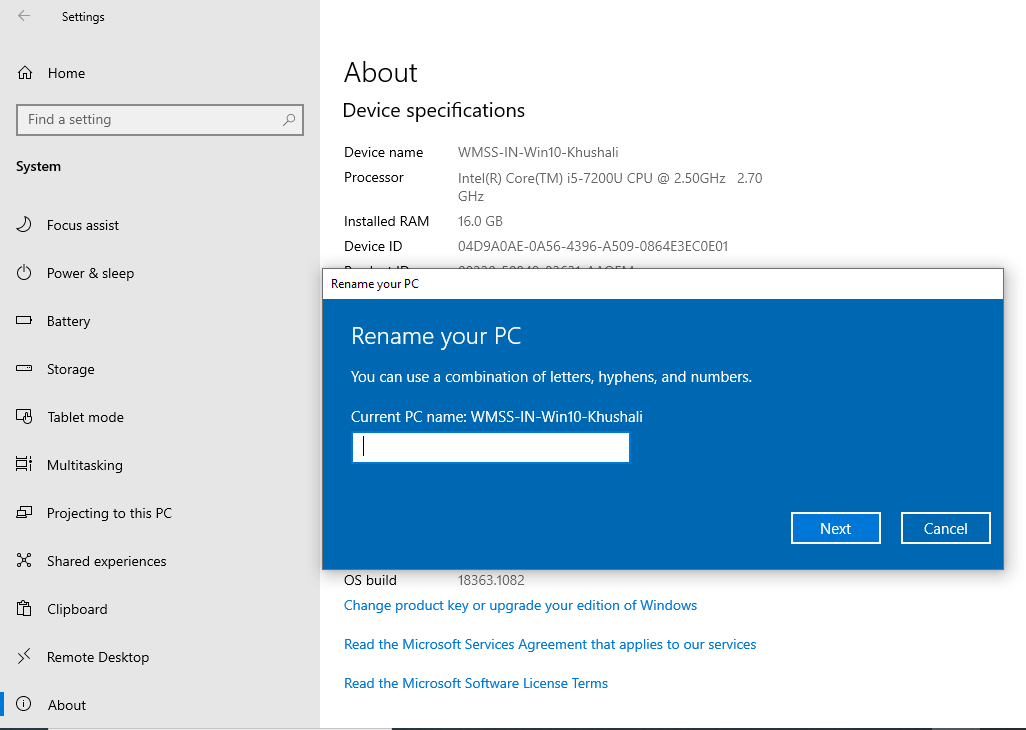 Settings
Home
Find a setting
System
Focus assist
Power & sleep
Battery
Storage
Tablet mode
Multitasking
Projecting to this PC
Shared experiences
Clipboard
Remote Desktop
About
About
Device specifications
Device name WMSS-IN-Win10-Khushali
Processor Intel(R) Core(TM) i5-7200U CPU @ 2.50GHz 2.70
GHz
Installed RAM 16.0 GB
Device ID 04D9A0AE-0A56-4396-A509-0864E3EC0E01
Product ID
Rename your PC
Rename your PC
You can use a combination of letters, hyphens, and numbers.
Current PC name: WMSS-IN-Win10-Khushali
Next Cancel
OS build 18363.1082
Change product key or upgrade your edition of Windows
Read the Microsoft Services Agreement that applies to our services
Read the Microsoft Software License Terms